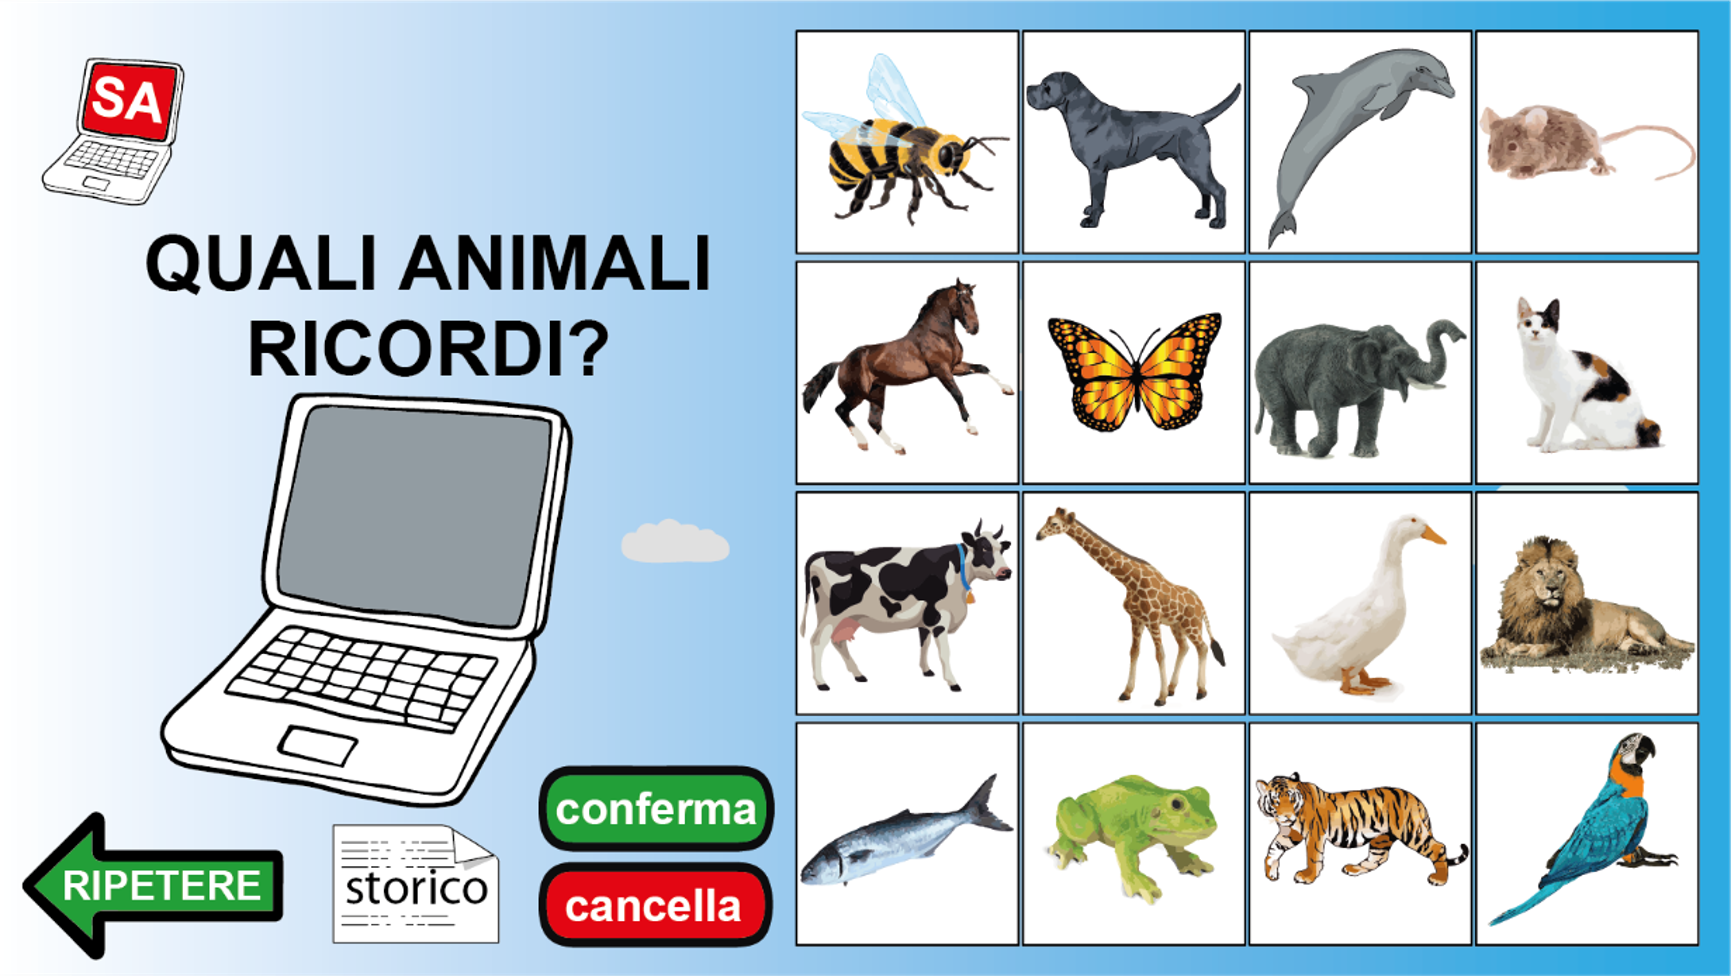 SA
QUALI ANIMALI
RICORDI?
conferma
RIPETERE
storico
cancella